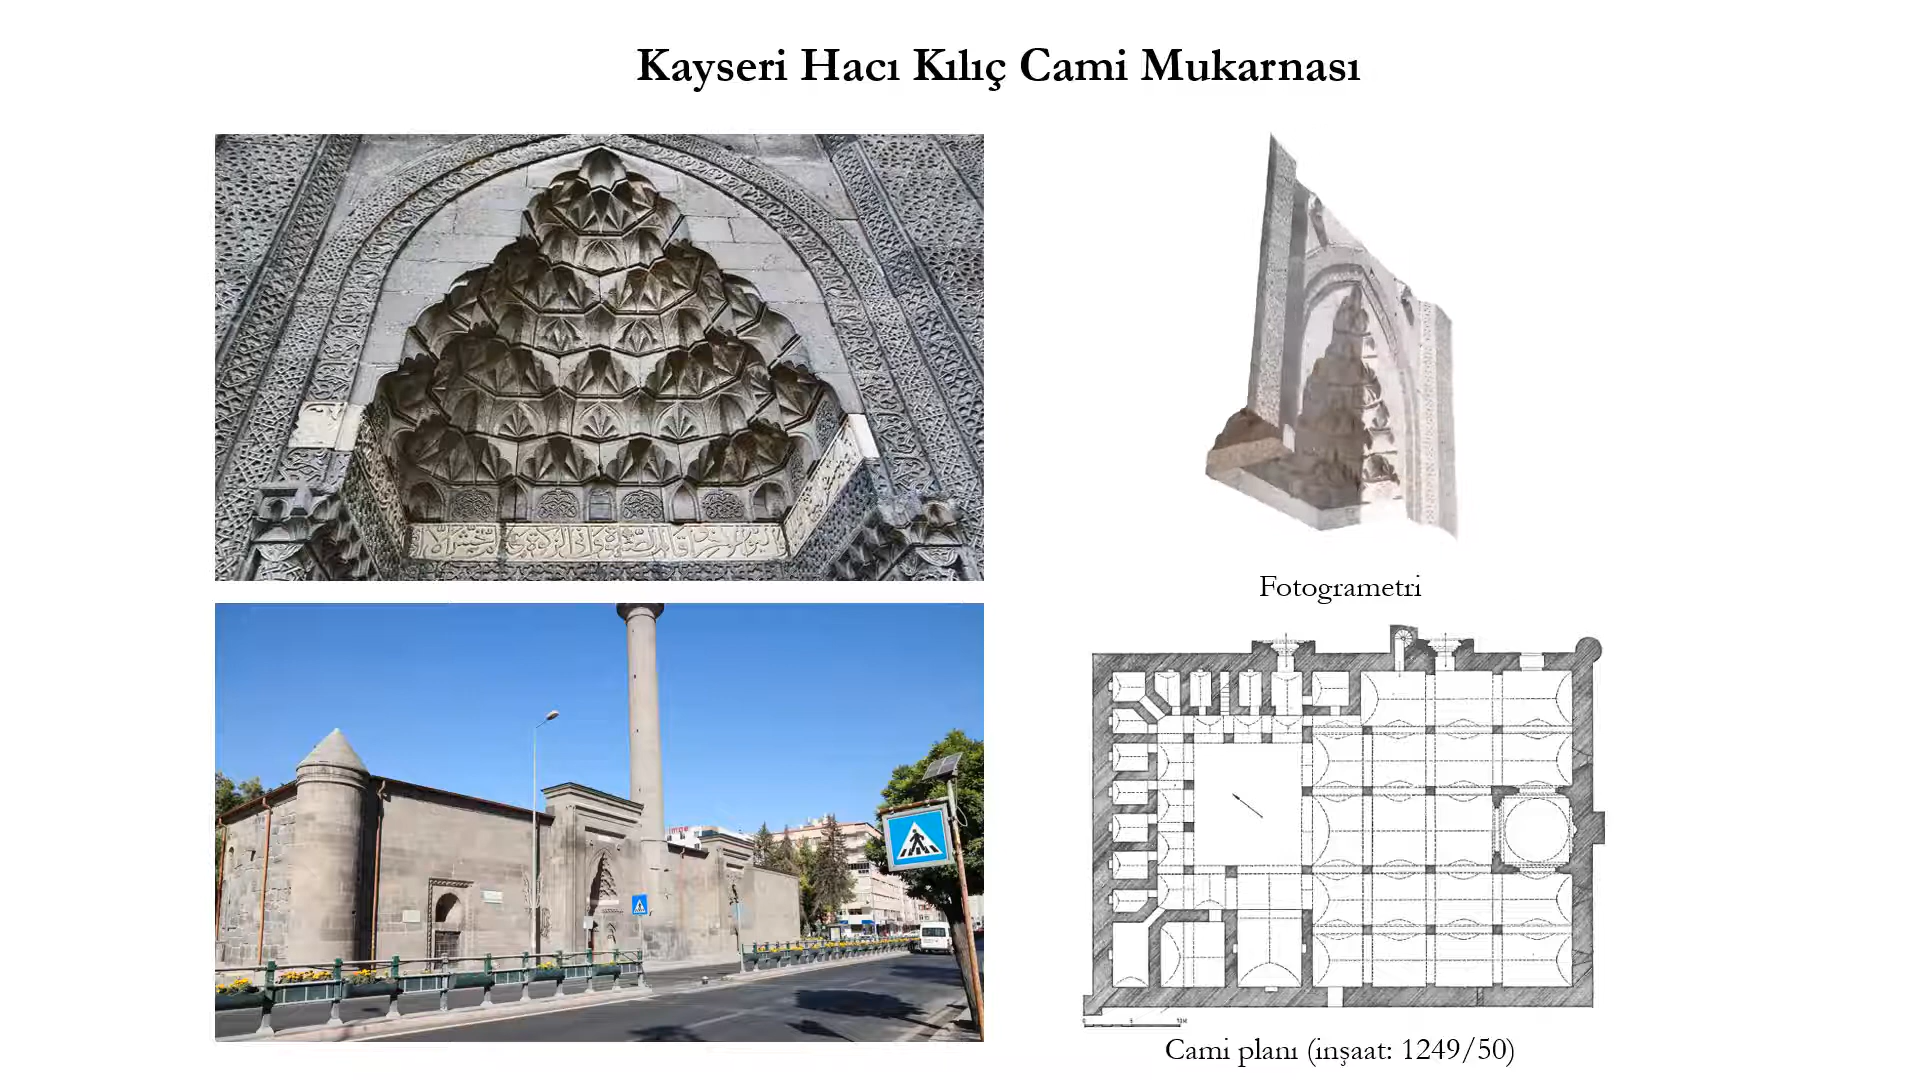 Kayseri Hacı Kılıç Cami Mukarnası
Fotogrametri
Cami planı (inşaat: 1249/50)